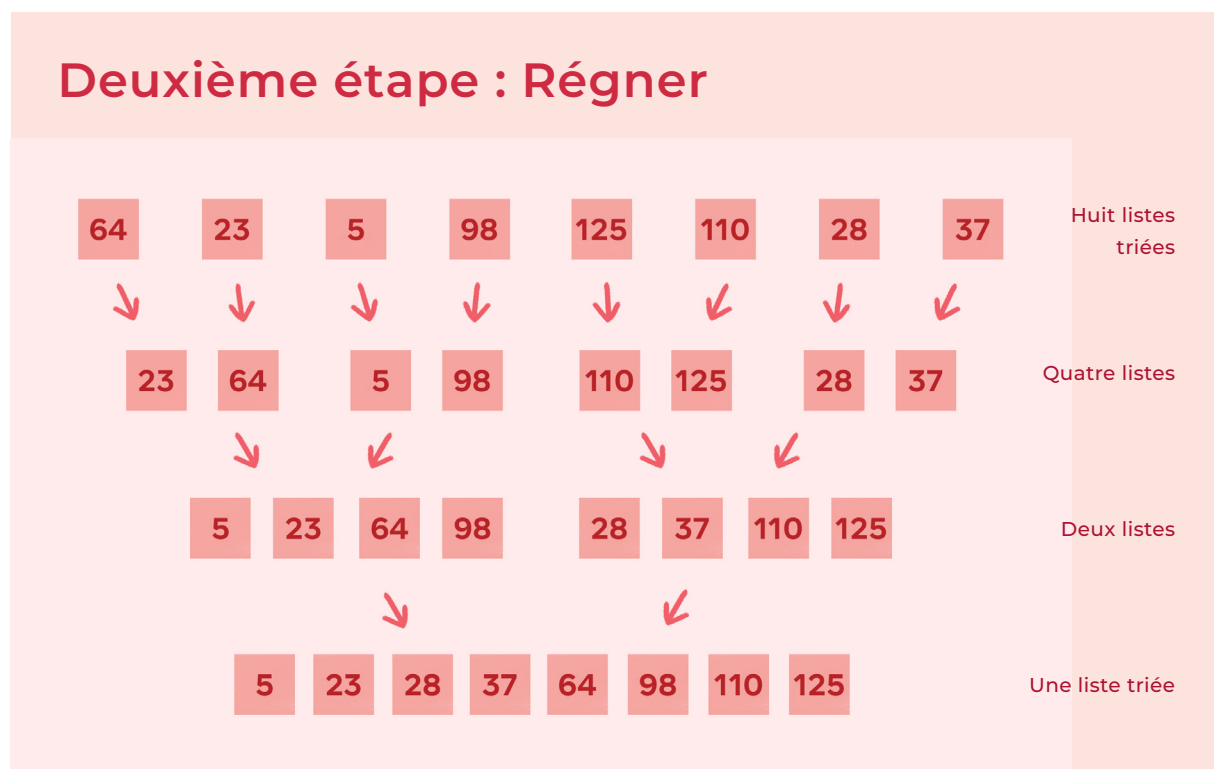 Deuxième étape : Régner
64 23 5 98 125 110 28 37
Huit listes
triées
23 64 5 98 110 125 28 37
Quatre listes
5 23 64 98 28 37 110 125
Deux listes
5 23 28 37 64 98 110 125
Une liste triée